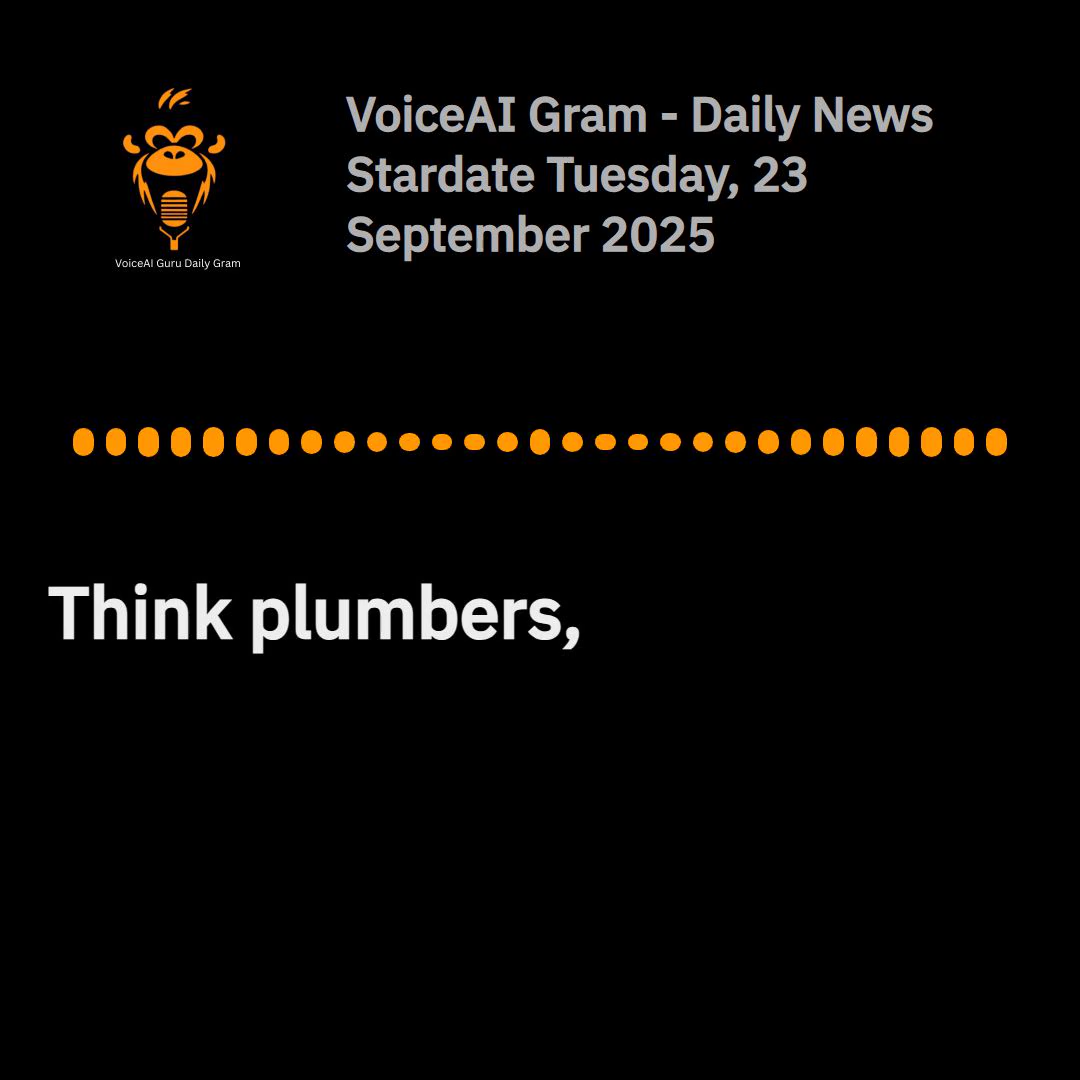 VoiceAI Gram - Daily News
Stardate Tuesday, 23
September 2025
VoiceAI Guru Daily Gram
Think plumbers,